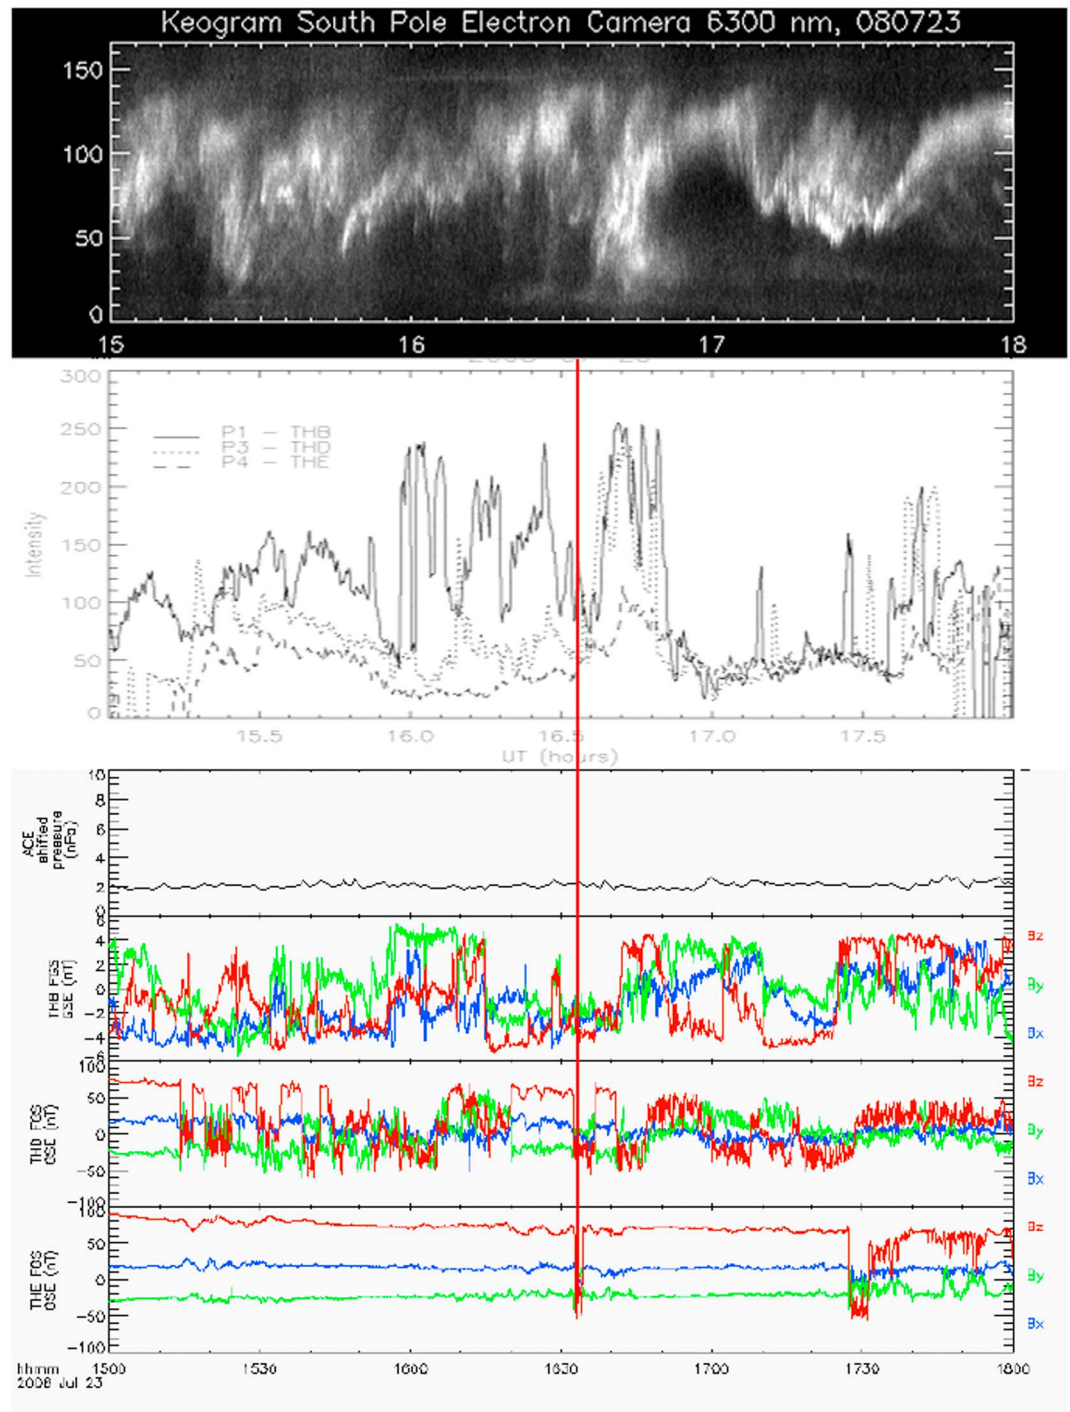 Keogram South Pole Electron Camera 6300 nm, 080723
150
100
50
0
15 16 17 18
300
250
200
150
100
50
0
Intensity
P1 - THB
P3 - THD
P4 - THE
15.5 16.0 16.5 17.0 17.5
UT (hours)
ACE
shifted
pressure
(nPa)
10
8
6
4
2
0
THB FGS
GSE (nT)
6
4
2
0
-2
-4
-6
Bz
By
Bx
THD FGS
GSE (nT)
100
50
0
-50
-100
Bz
By
Bx
THE FGS
GSE (nT)
100
50
0
-50
-100
Bz
By
Bx
hhmm 1500 1530 1600 1630 1700 1730 1800
2008 Jul 23